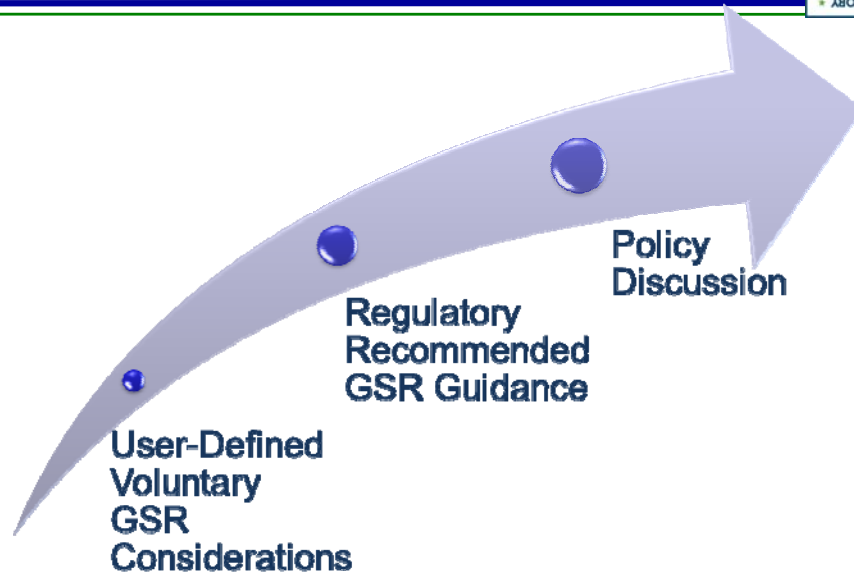 User-Defined
Voluntary
GSR
Considerations
Regulatory
Recommended
GSR Guidance
Policy
Discussion